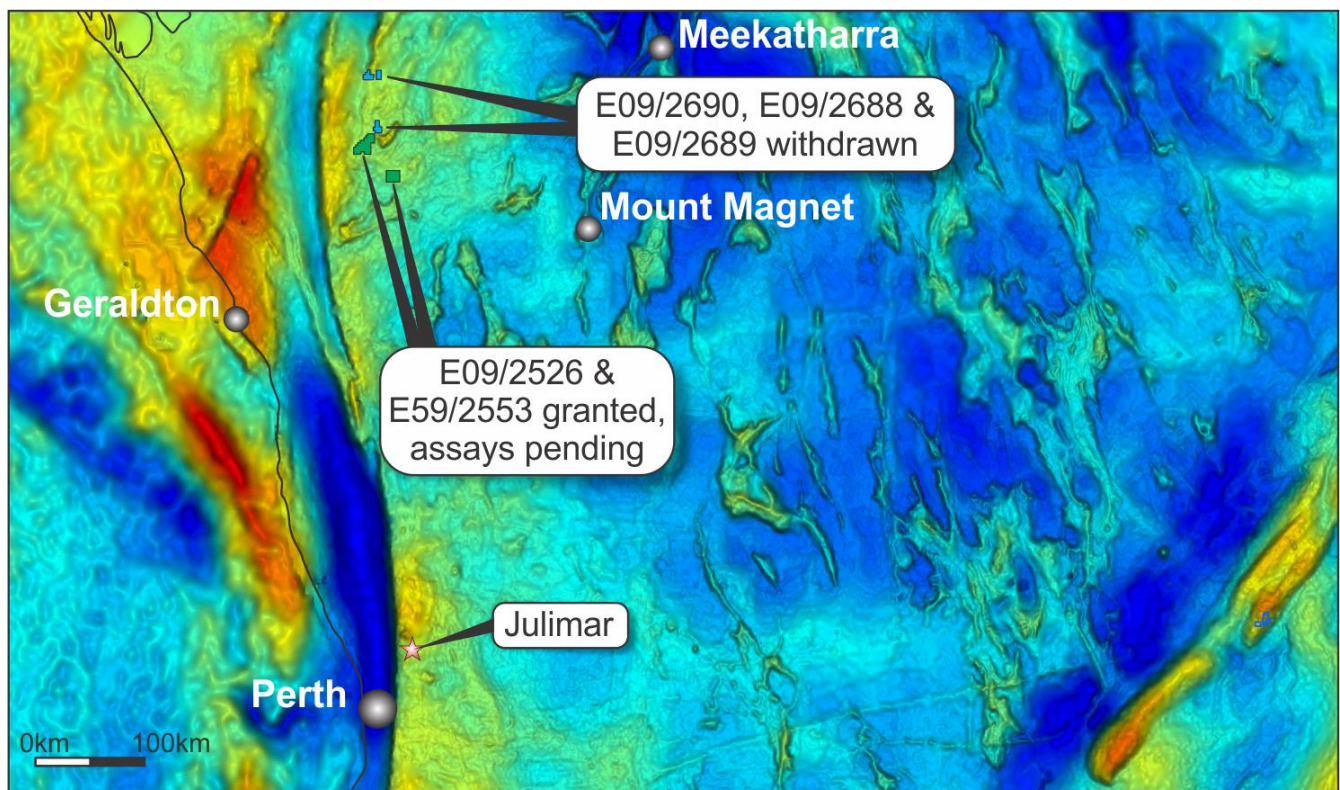 Meekatharra
E09/2690, E09/2688 &
E09/2689 withdrawn
Mount Magnet
Geraldton
E09/2526 &
E59/2553 granted,
assays pending
Julimar
Perth
0km 100km